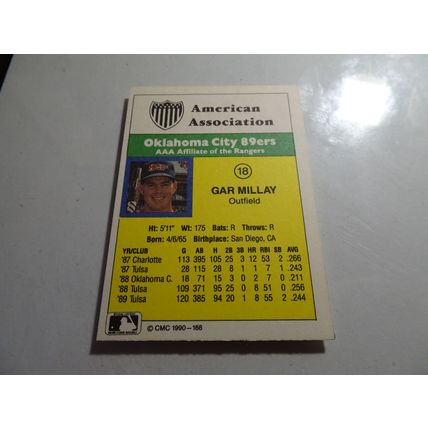 American
Association
Oklahoma City 89ers
AAA Affiliate of the Rangers
18
GAR MILLAY
Outfield
Ht: 5'11" Wt: 175 Bats: R Throws: R
Born: 4/6/65 Birthplace: San Diego, CA
YR/CLUB G AB H 2B 3B HR RBI SB AVG
'87 Charlotte 113 395 105 25 3 12 53 2 .266
'87 Tulsa 28 115 28 3 1 3 18 1 .243
'88 Oklahoma C. 18 71 15 3 0 2 7 0 .211
'88 Tulsa 109 371 95 25 0 8 55 0 .256
'89 Tulsa 120 385 94 20 1 8 51 2 .244
© CMC 1990—168